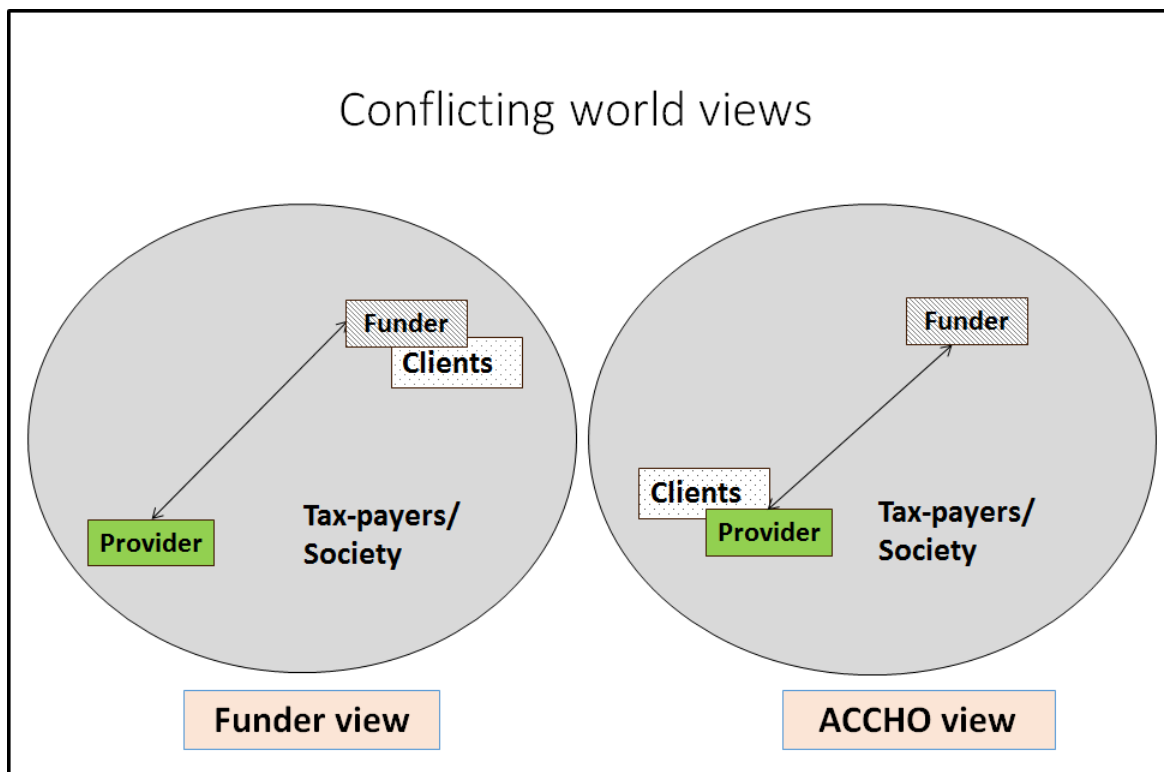 Conflicting world views
Funder
Clients
Provider
Tax-payers/
Society
Funder view
Funder
Clients
Provider
Tax-payers/
Society
ACCHO view